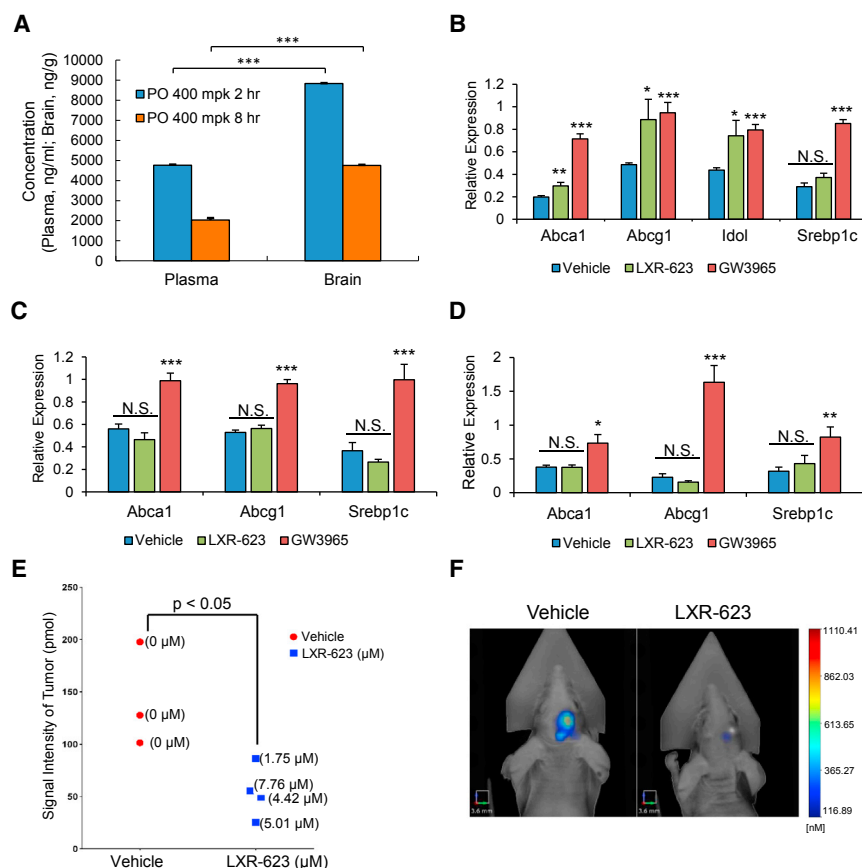 A
Concentration
(Plasma, ng/ml; Brain, ng/g)
10000
9000
8000
7000
6000
5000
4000
3000
2000
1000
0
***
***
PO 400 mpk 2 hr
PO 400 mpk 8 hr
Plasma
Brain
B
Relative Expression
1.2
1
0.8
0.6
0.4
0.2
0
**
***
*
***
*
***
N.S.
***
Abca1
Abcg1
Idol
Srebp1c
Vehicle
LXR-623
GW3965
C
Relative Expression
1.2
1
0.8
0.6
0.4
0.2
0
N.S.
***
N.S.
***
N.S.
***
Abca1
Abcg1
Srebp1c
Vehicle
LXR-623
GW3965
D
Relative Expression
2
1.5
1
0.5
0
N.S.
*
N.S.
***
N.S.
**
Abca1
Abcg1
Srebp1c
Vehicle
LXR-623
GW3965
E
Signal Intensity of Tumor (pmol)
250
200
150
100
50
0
p < 0.05
Vehicle
LXR-623 (μM)
(0 μM)
(0 μM)
(0 μM)
(1.75 μM)
(7.76 μM)
(4.42 μM)
(5.01 μM)
Vehicle
LXR-623 (μM)
F
Vehicle
LXR-623
3.6 mm
3.6 mm
1110.41
862.03
613.65
365.27
116.89
[nM]